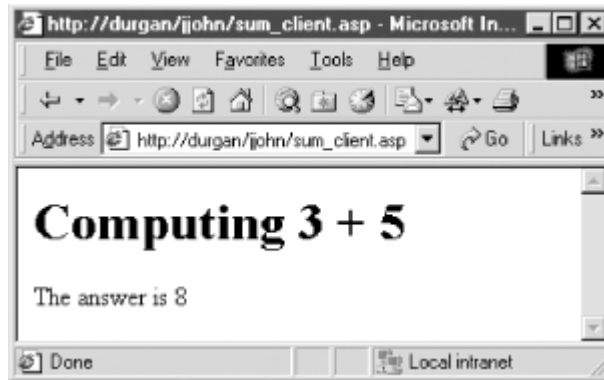 http://durgan/jjohn/sum_client.asp - Microsoft In...
File Edit View Favorites Tools Help
»
Address http://durgan/jjohn/sum_client.asp Go Links »
Computing 3 + 5
The answer is 8
Done Local intranet